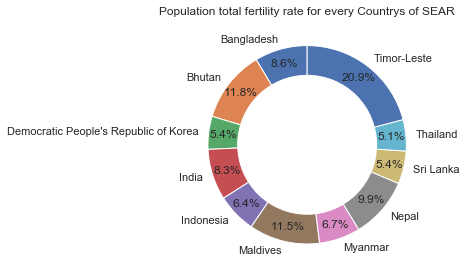 Population total fertility rate for every Countrys of SEAR
Bangladesh
8.6%
Timor-Leste
20.9%
Bhutan
11.8%
Democratic People's Republic of Korea
5.4%
Thailand
5.1%
India
8.3%
Sri Lanka
5.4%
Indonesia
6.4%
Nepal
9.9%
Maldives
11.5%
Myanmar
6.7%